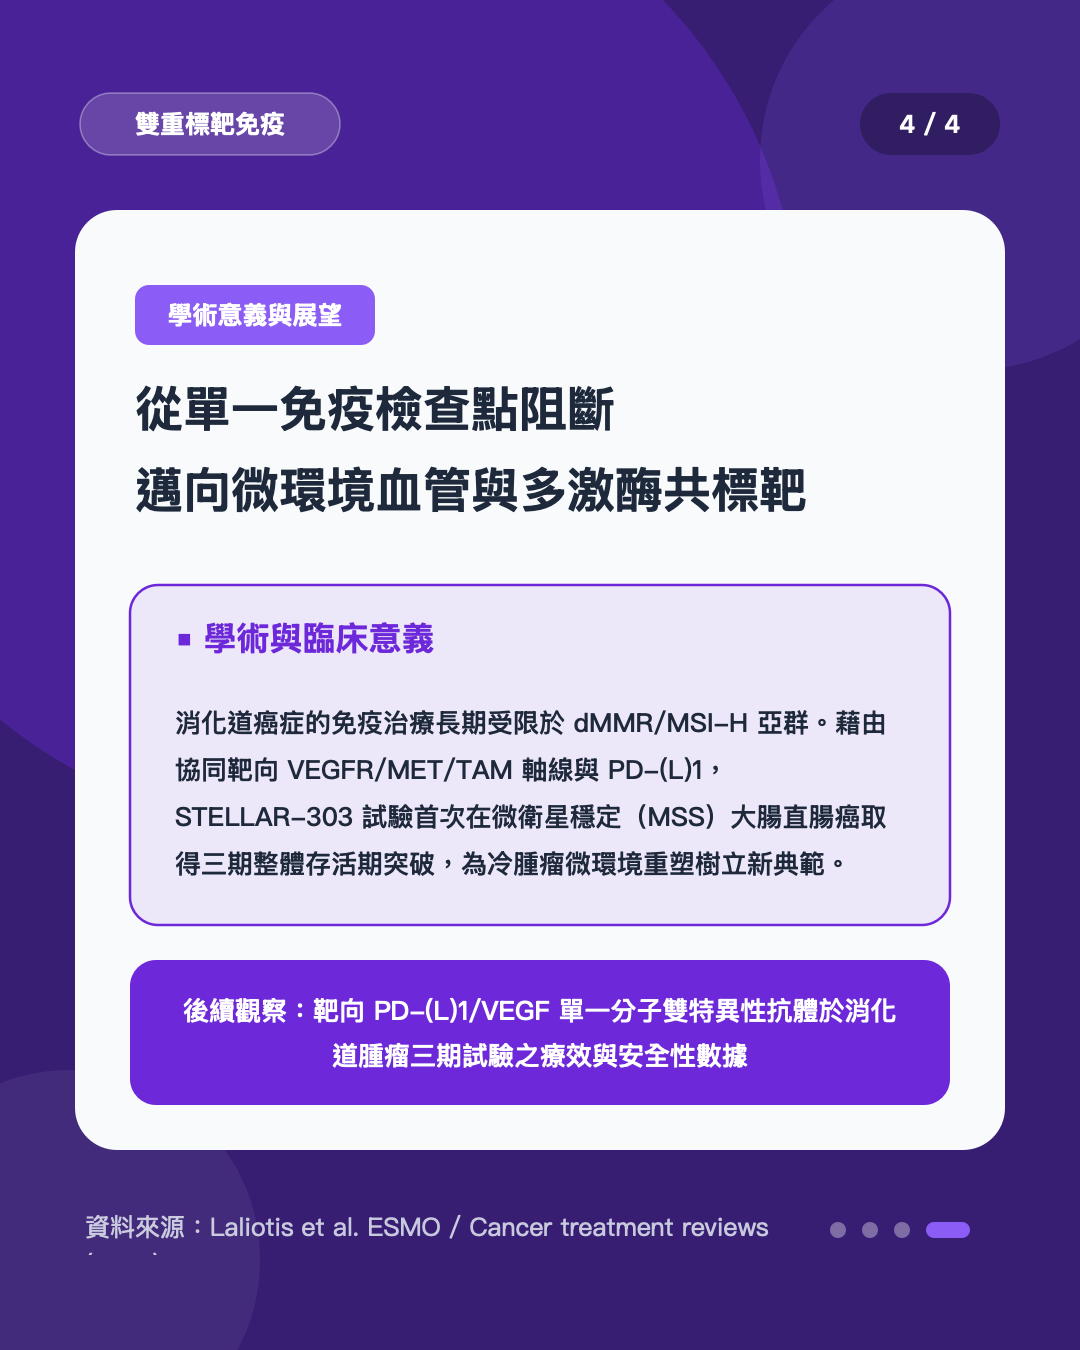 雙重標靶免疫
4 / 4
學術意義與展望
從單一免疫檢查點阻斷
邁向微環境血管與多激酶共標靶
▪ 學術與臨床意義
消化道癌症的免疫治療長期受限於 dMMR/MSI-H 亞群。藉由
協同靶向 VEGFR/MET/TAM 軸線與 PD-(L)1，
STELLAR-303 試驗首次在微衛星穩定（MSS）大腸直腸癌取
得三期整體存活期突破，為冷腫瘤微環境重塑樹立新典範。
後續觀察：靶向 PD-(L)1/VEGF 單一分子雙特異性抗體於消化
道腫瘤三期試驗之療效與安全性數據
資料來源：Laliotis et al. ESMO / Cancer treatment reviews